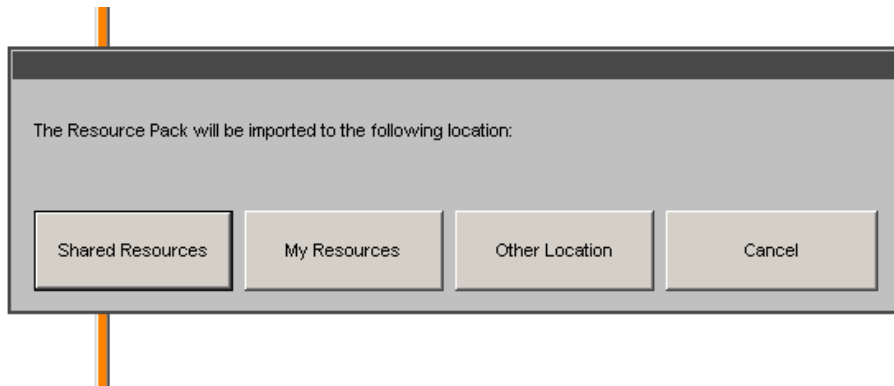 The Resource Pack will be imported to the following location:
Shared Resources
My Resources
Other Location
Cancel